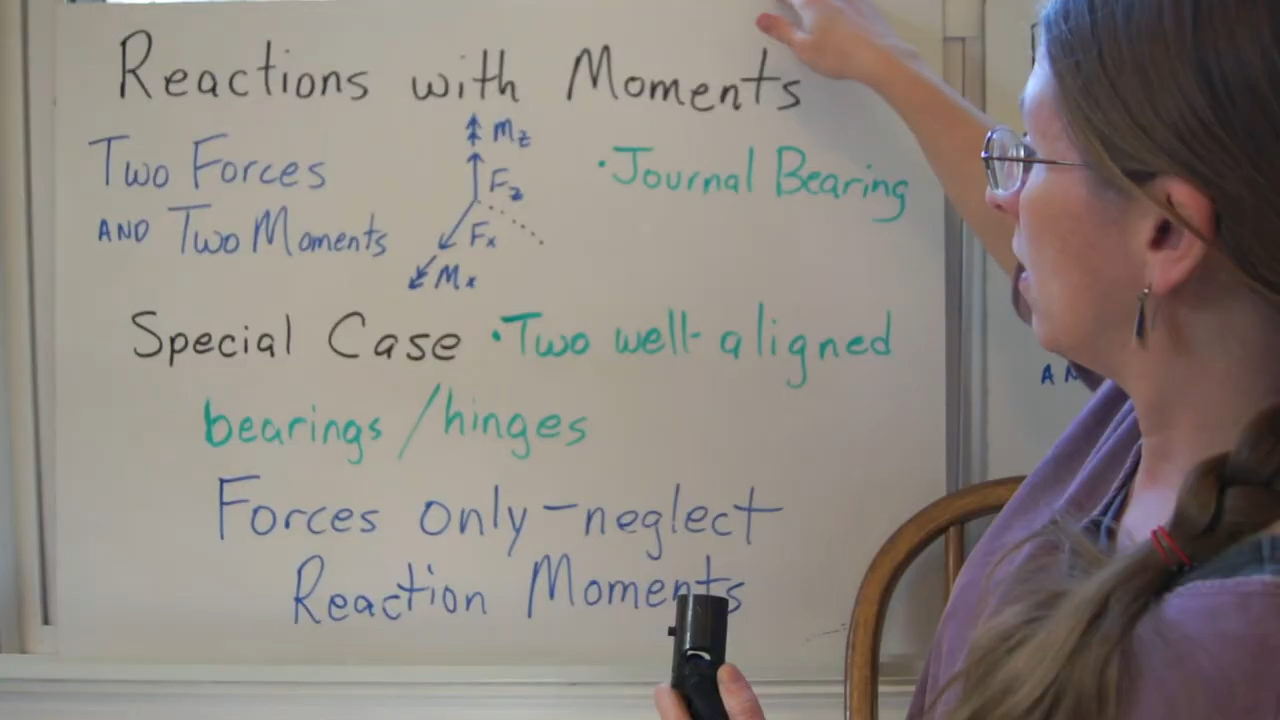 Reactions with Moments
Two Forces
AND Two Moments
Mz
Fz
Fx
Mx
• Journal Bearing
Special Case • Two well-aligned
bearings / hinges
Forces only - neglect
Reaction Moments